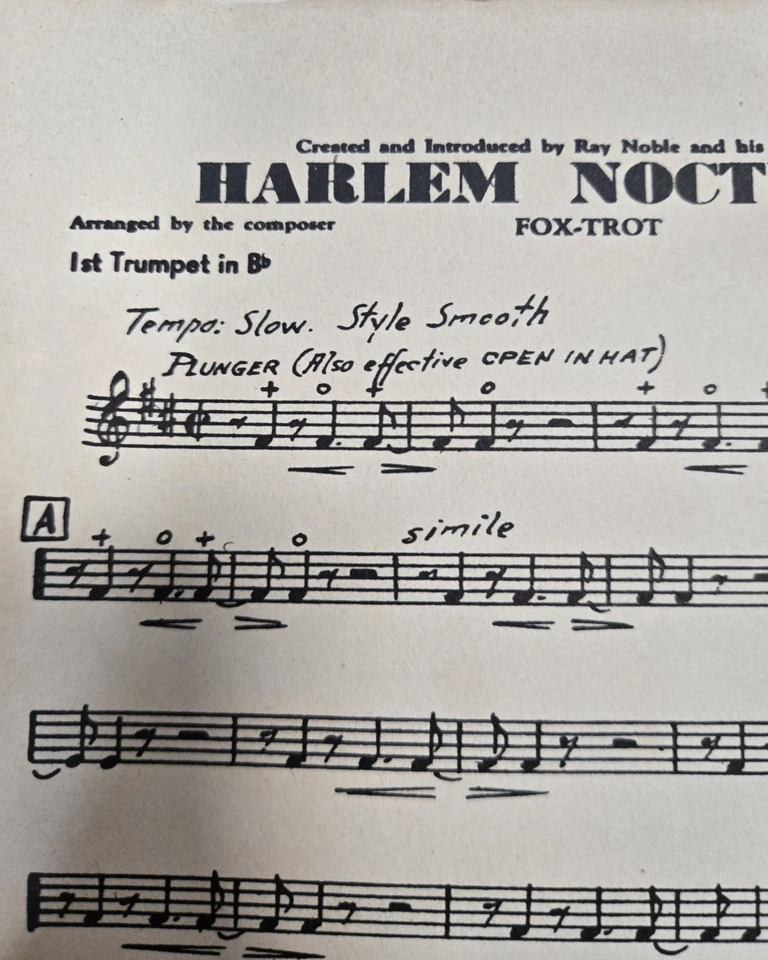 Created and Introduced by Ray Noble and his
HARLEM NOCT
Arranged by the composer
FOX-TROT
1st Trumpet in B♭
Tempo: Slow. Style Smooth
PLUNGER (Also effective OPEN IN HAT)
+ o + o + o +
A
+ o + o simile